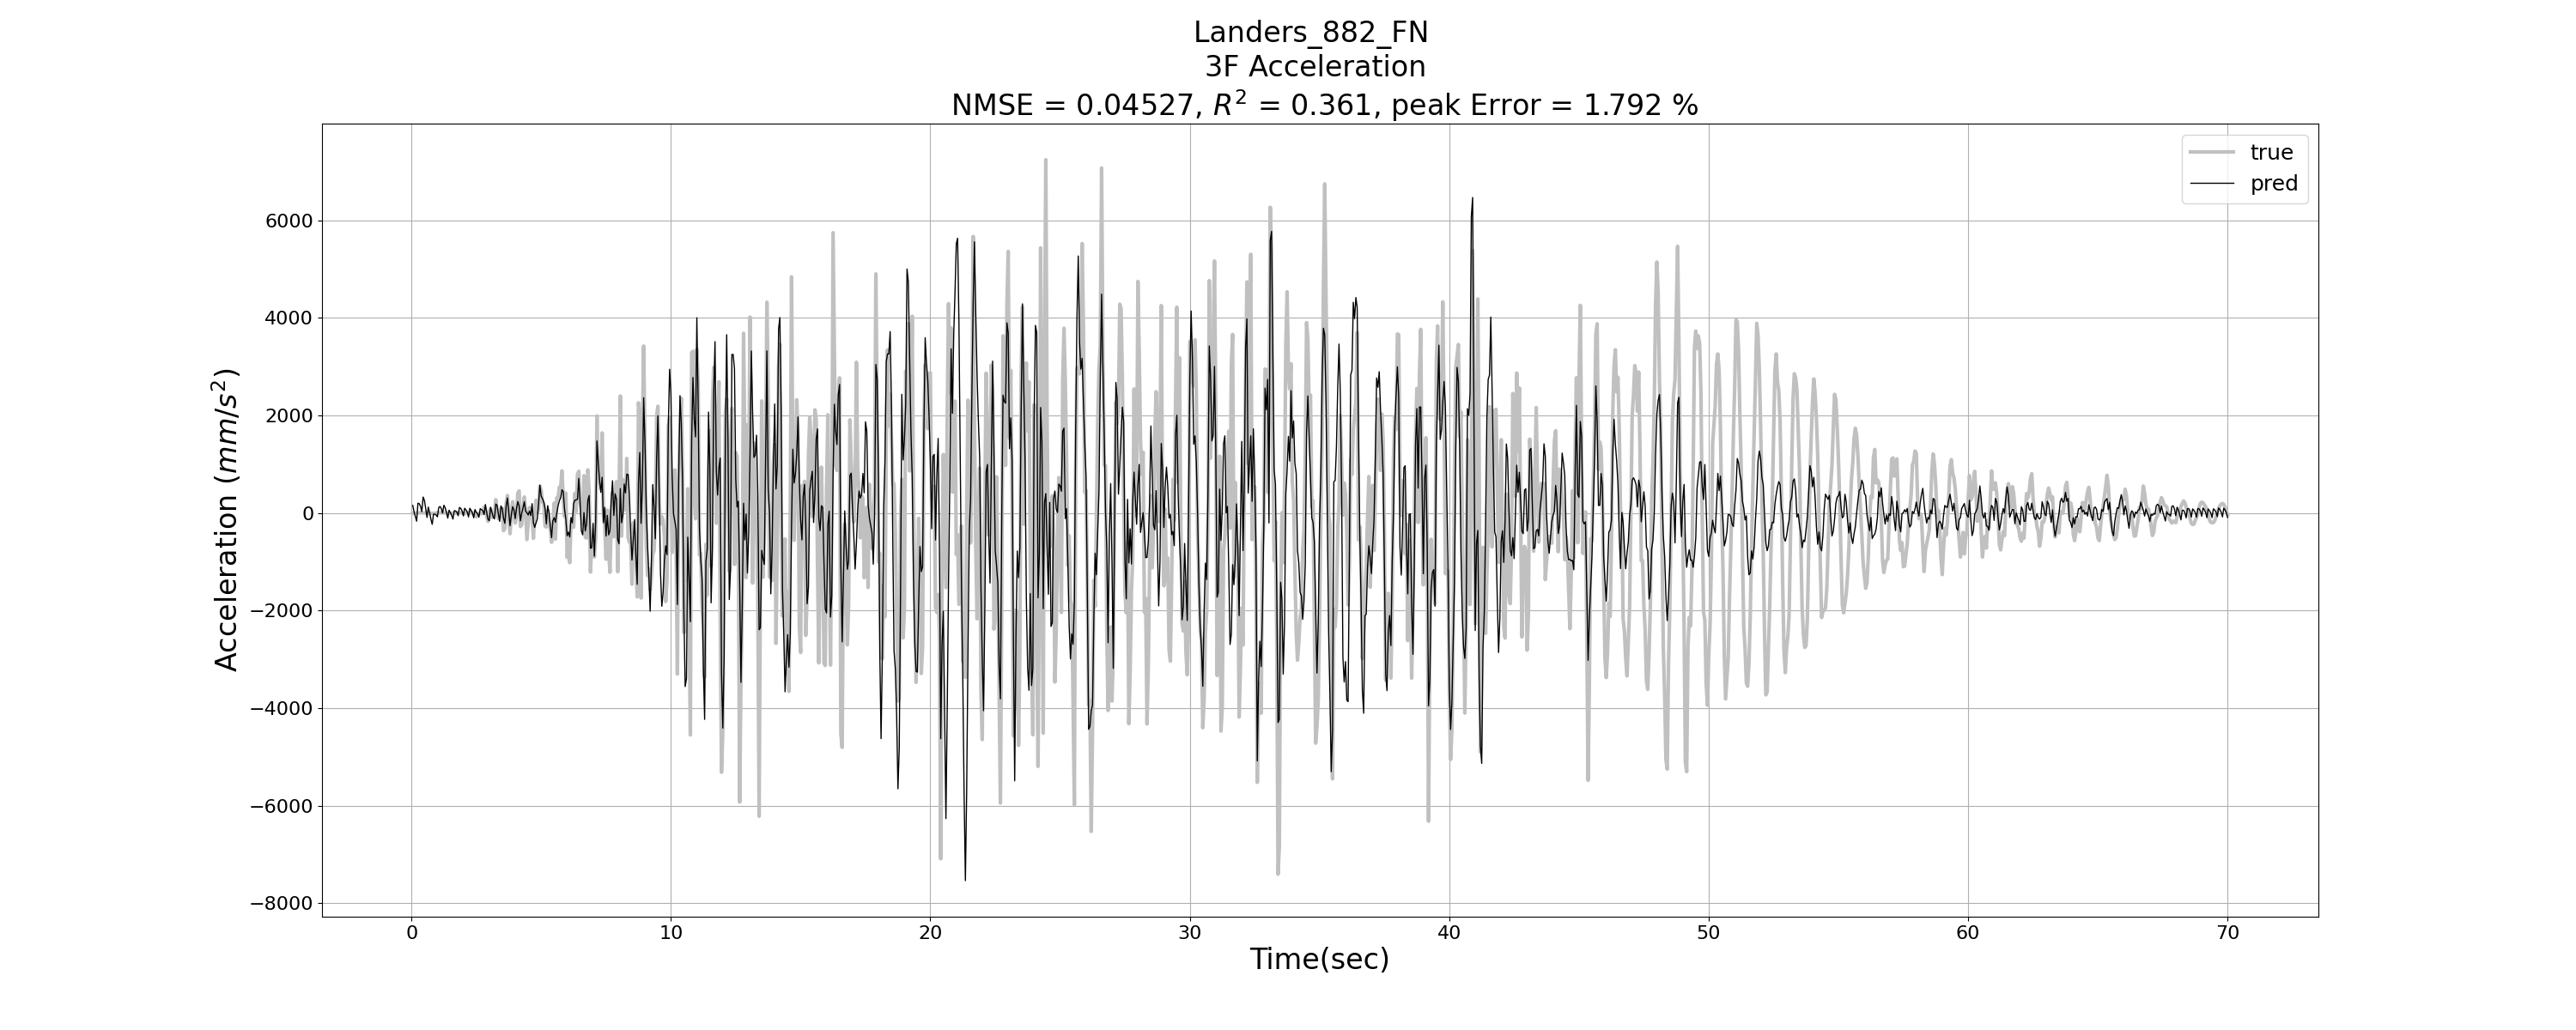 Landers_882_FN
3F Acceleration
NMSE = 0.04527, R² = 0.361, peak Error = 1.792 %
true
pred
Acceleration (mm/s²)
6000
4000
2000
0
−2000
−4000
−6000
−8000
0 10 20 30 40 50 60 70
Time(sec)